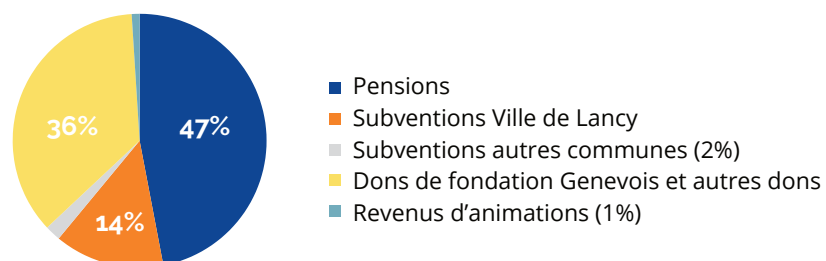 36%
47%
14%
Pensions
Subventions Ville de Lancy
Subventions autres communes (2%)
Dons de fondation Genevois et autres dons
Revenus d'animations (1%)